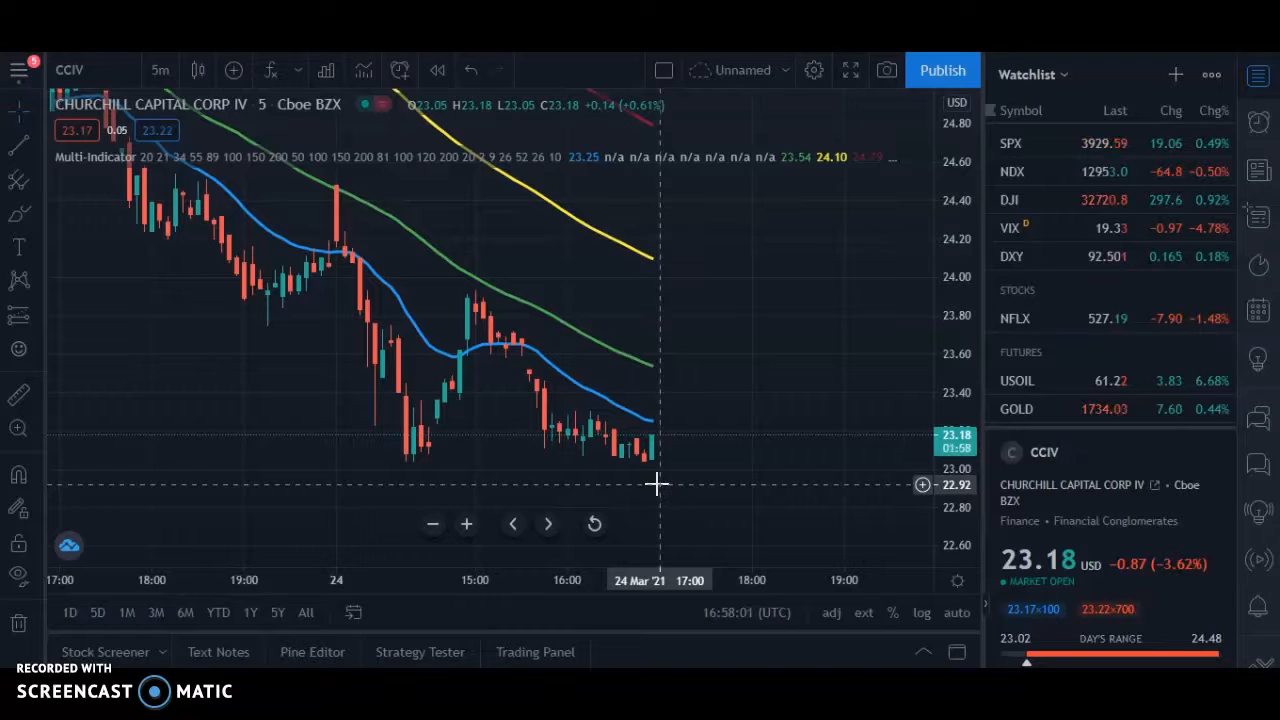 5
CCIV
5m
Unnamed
Publish
Watchlist
CHURCHILL CAPITAL CORP IV · 5 · Cboe BZX
O23.05 H23.18 L23.05 C23.18 +0.14 (+0.61%)
23.17 0.05 23.22
Multi-Indicator 20 21 34 55 89 100 150 200 50 100 150 200 81 100 120 200 20 2 9 26 52 26 10 23.25 n/a n/a n/a n/a n/a n/a n/a 23.54 24.10 24.79 ...
USD
24.80
24.60
24.40
24.20
24.00
23.80
23.60
23.40
23.18
01:58
23.00
22.92
22.80
22.60
17:00 18:00 19:00 24 15:00 16:00 24 Mar '21 17:00 18:00 19:00
1D 5D 1M 3M 6M YTD 1Y 5Y All
16:58:01 (UTC) adj ext % log auto
Stock Screener Text Notes Pine Editor Strategy Tester Trading Panel
Symbol Last Chg Chg%
SPX 3929.59 19.06 0.49%
NDX 12953.0 -64.8 -0.50%
DJI 32720.8 297.6 0.92%
VIX D 19.33 -0.97 -4.78%
DXY 92.501 0.165 0.18%
STOCKS
NFLX 527.19 -7.90 -1.48%
FUTURES
USOIL 61.22 3.83 6.68%
GOLD 1734.03 7.60 0.44%
C CCIV
CHURCHILL CAPITAL CORP IV • Cboe
BZX
Finance • Financial Conglomerates
23.18 USD -0.87 (-3.62%)
MARKET OPEN
23.17×100 23.22×700
23.02 DAY'S RANGE 24.48
RECORDED WITH
SCREENCAST MATIC